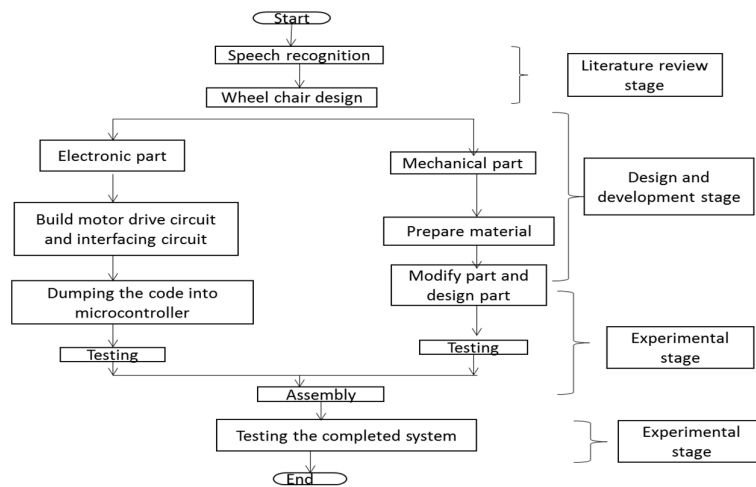 Start
Speech recognition
Literature review
stage
Wheel chair design
Electronic part
Mechanical part
Design and
development stage
Build motor drive circuit
and interfacing circuit
Prepare material
Modify part and
design part
Dumping the code into
microcontroller
Testing
Testing
Experimental
stage
Assembly
Testing the completed system
Experimental
stage
End